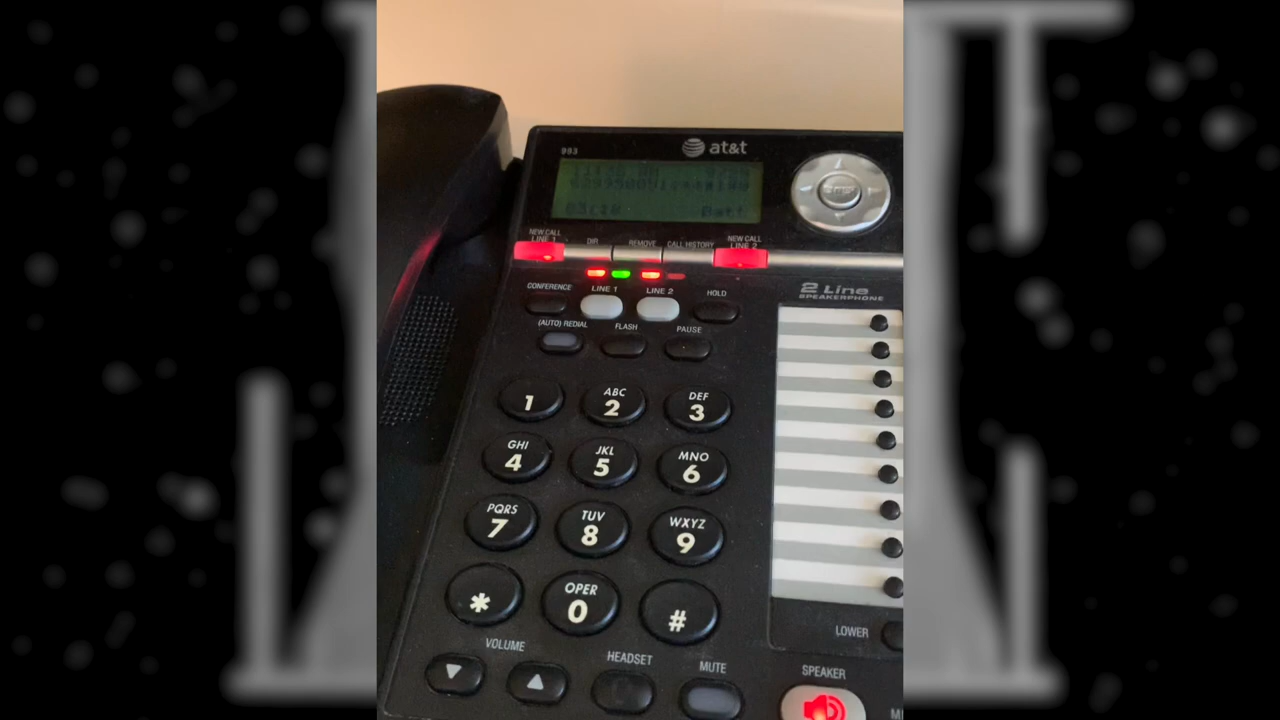 993
at&t
Batt
NEW CALL
LINE 1
DIR
REMOVE
CALL HISTORY
NEW CALL
LINE 2
CONFERENCE
LINE 1
LINE 2
HOLD
2 Line
SPEAKERPHONE
(AUTO) REDIAL
FLASH
PAUSE
1
ABC
2
DEF
3
GHI
4
JKL
5
MNO
6
PQRS
7
TUV
8
WXYZ
9
*
OPER
0
#
LOWER
VOLUME
HEADSET
MUTE
SPEAKER